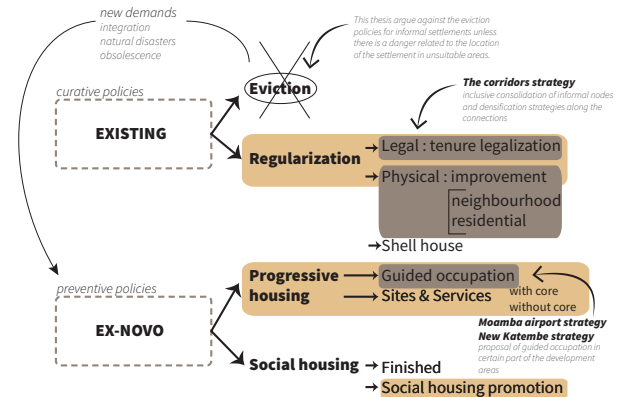 new demands
integration
natural disasters
obsolescence
This thesis argue against the eviction
policies for informal settlements unless
there is a danger related to the location
of the settlement in unsuitable areas.
curative policies
EXISTING
Eviction
The corridors strategy
inclusive consolidation of informal nodes
and densification strategies along the
connections
Regularization
Legal : tenure legalization
Physical : improvement
neighbourhood
residential
Shell house
preventive policies
EX-NOVO
Progressive
housing
Guided occupation
Sites & Services
with core
without core
Moamba airport strategy
New Katembe strategy
proposal of guided occupation in
certain part of the development
areas
Social housing
Finished
Social housing promotion